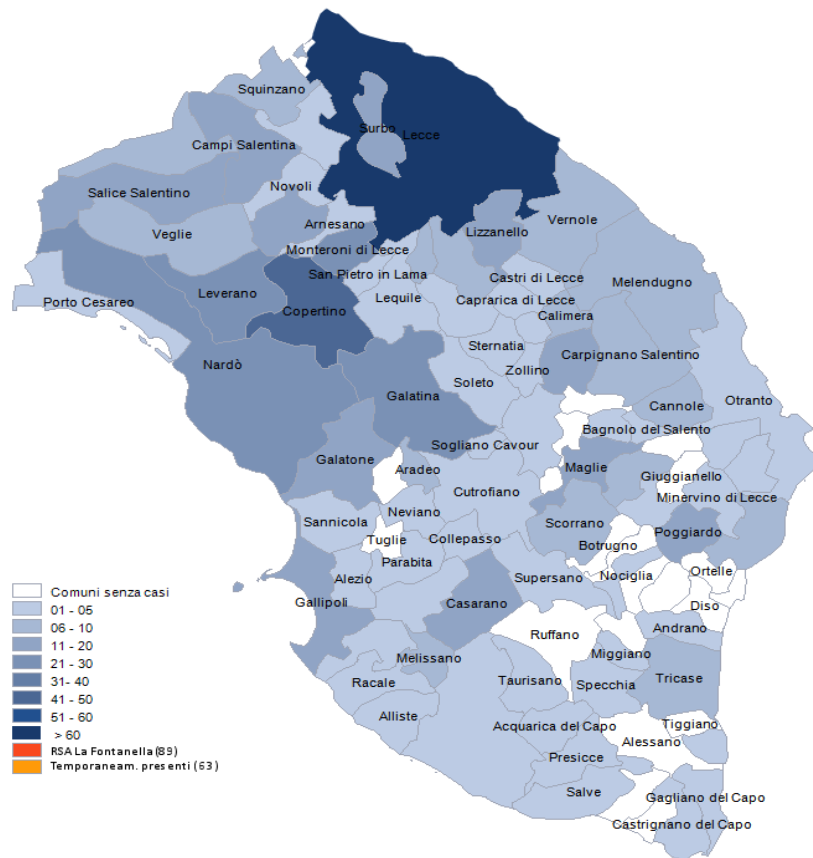 Squinzano
Surbo
Lecce
Campi Salentina
Salice Salentino
Novoli
Vernole
Arnesano
Lizzanello
Veglie
Monteroni di Lecce
San Pietro in Lama
Castri di Lecce
Melendugno
Leverano
Porto Cesareo
Lequile
Caprarica di Lecce
Copertino
Calimera
Sternatia
Carpignano Salentino
Nardò
Zollino
Soleto
Galatina
Otranto
Cannole
Bagnolo del Salento
Sogliano Cavour
Galatone
Aradeo
Maglie
Giuggianello
Cutrofiano
Minervino di Lecce
Neviano
Sannicola
Scorrano
Poggiardo
Tuglie
Collepasso
Botrugno
Parabita
Ortelle
Alezio
Supersano
Nociglia
Gallipoli
Casarano
Diso
Andrano
Ruffano
Melissano
Miggiano
Racale
Taurisano
Specchia
Tricase
Alliste
Acquarica del Capo
Tiggiano
Alessano
Presicce
Salve
Gagliano del Capo
Castrignano del Capo
Comuni senza casi
01 - 05
06 - 10
11 - 20
21 - 30
31- 40
41 - 50
51 - 60
> 60
RSA La Fontanella (89)
Temporaneam. presenti (63)